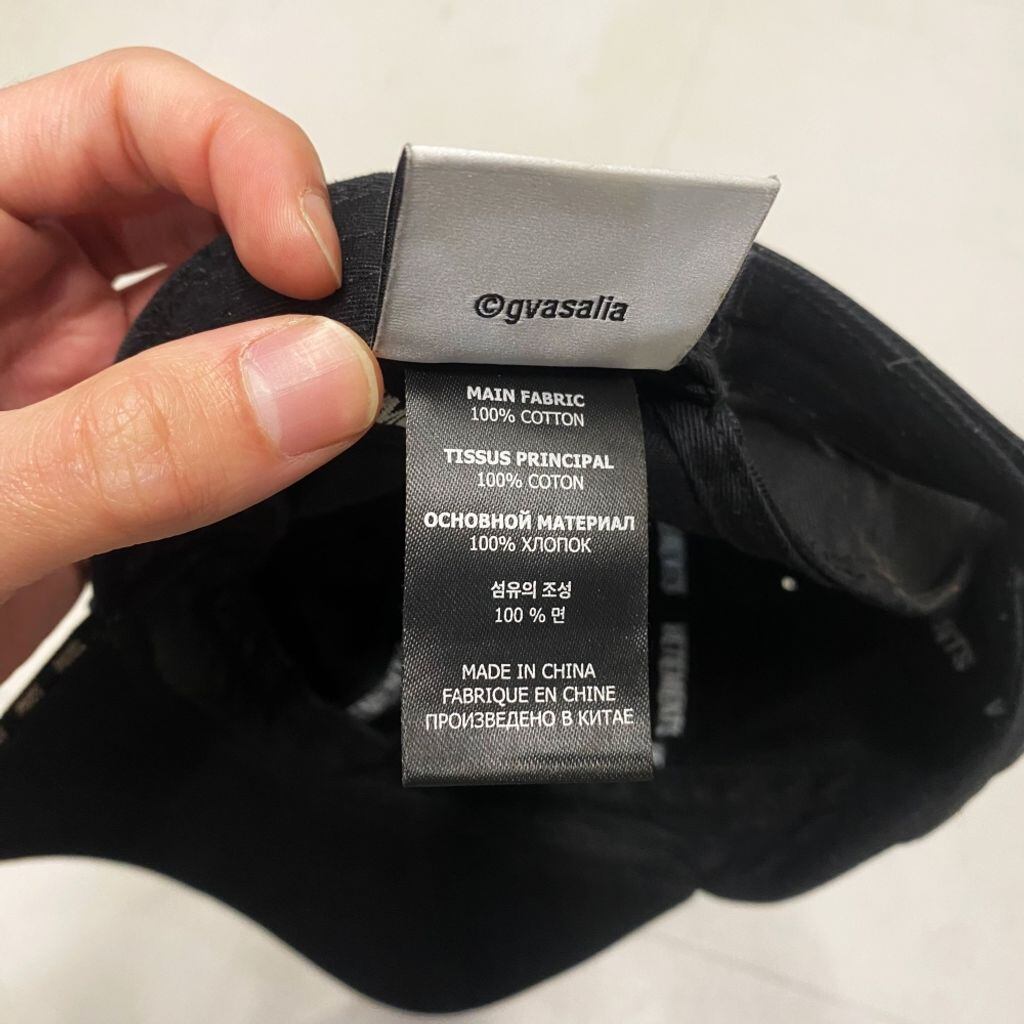 ©gvasalia
MAIN FABRIC
100% COTTON
TISSUS PRINCIPAL
100% COTON
ОСНОВНОЙ МАТЕРИАЛ
100% ХЛОПОК
섬유의 조성
100 % 면
MADE IN CHINA
FABRIQUE EN CHINE
ПРОИЗВЕДЕНО В КИТАЕ